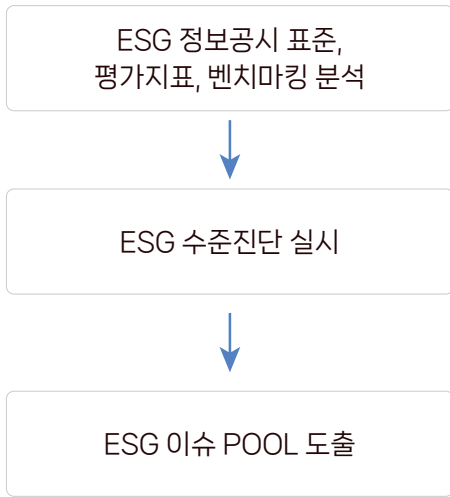 ESG 정보공시 표준,
평가지표, 벤치마킹 분석
ESG 수준진단 실시
ESG 이슈 POOL 도출